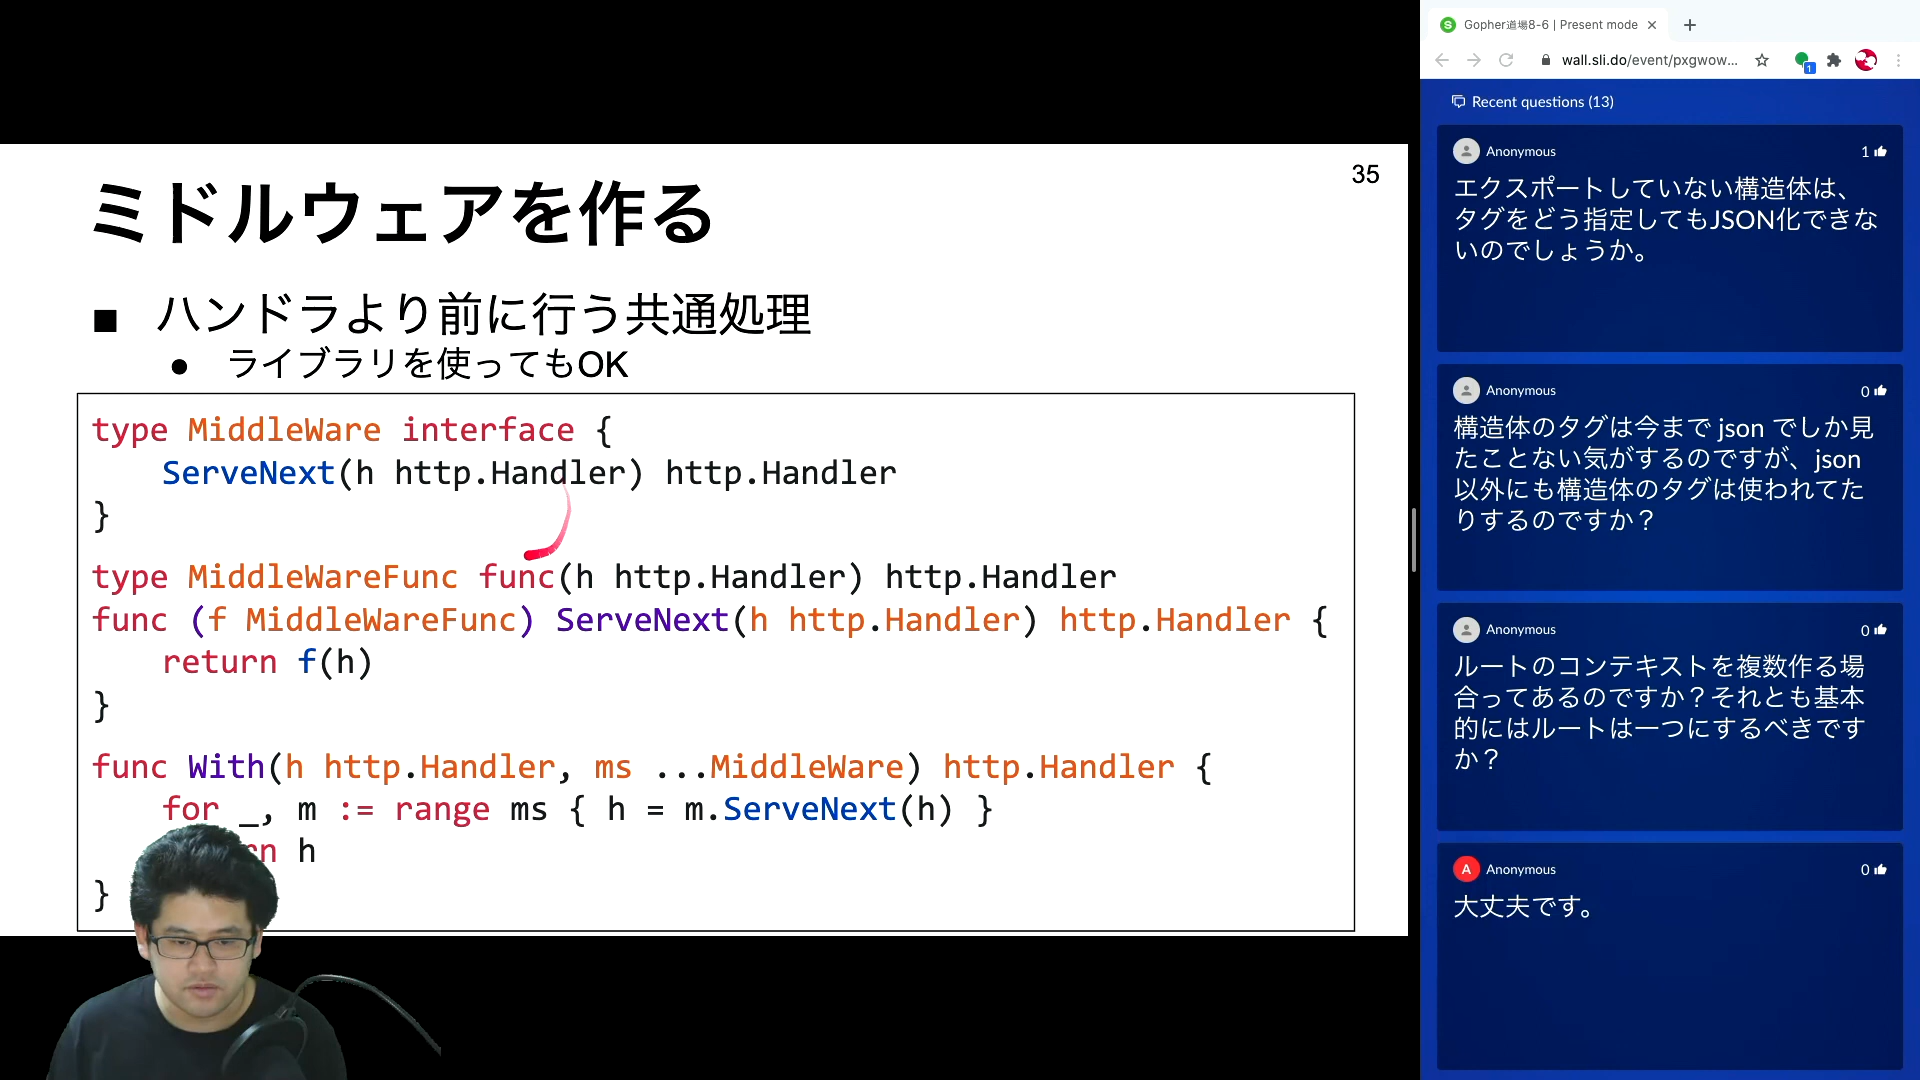 35
ミドルウェアを作る
■ ハンドラより前に行う共通処理
● ライブラリを使ってもOK
type MiddleWare interface {
ServeNext(h http.Handler) http.Handler
}
type MiddleWareFunc func(h http.Handler) http.Handler
func (f MiddleWareFunc) ServeNext(h http.Handler) http.Handler {
return f(h)
}
func With(h http.Handler, ms ...MiddleWare) http.Handler {
for _, m := range ms { h = m.ServeNext(h) }
rn h
}
Gopher道場8-6 | Present mode
wall.sli.do/event/pxgwow...
1
Recent questions (13)
Anonymous
1
エクスポートしていない構造体は、
タグをどう指定してもJSON化できな
いのでしょうか。
Anonymous
0
構造体のタグは今まで json でしか見
たことない気がするのですが、json
以外にも構造体のタグは使われてた
りするのですか？
Anonymous
0
ルートのコンテキストを複数作る場
合ってあるのですか？それとも基本
的にはルートは一つにするべきです
か？
A
Anonymous
0
大丈夫です。